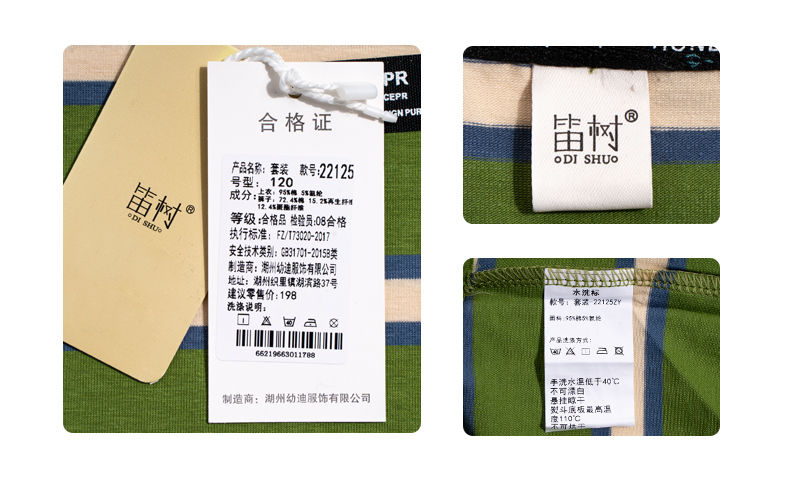 PR
CEPR
SIGN PUR
笛树®
DI SHU
合格证
产品名称：套装 款号：22125
号型：120
成分：上衣：95%棉 5%氨纶
裤子：72.4%棉 15.2%再生纤维
12.4%聚酯纤维
等级：合格品 检验员：08合格
执行标准：FZ/T73020-2017
安全技术类别：GB31701-2015B类
制造商：湖州幼迪服饰有限公司
地址：湖州织里镇湖滨路37号
建议零售价：198
洗涤说明：
66219663011788
制造商：湖州幼迪服饰有限公司
HONE
笛树®
DI SHU
水洗标
款号：套装 22125ZY
面料：95%棉5%氨纶
产品洗涤方式：
手洗水温低于40℃
不可漂白
悬挂晾干
熨斗底板最高温
度110℃
不可烘干